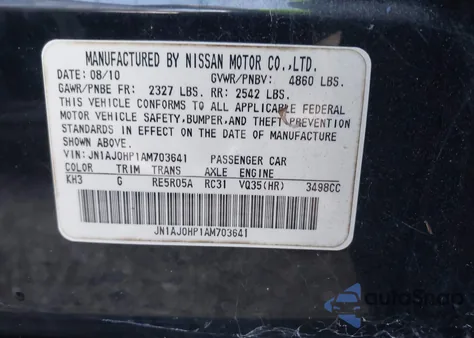 MANUFACTURED BY NISSAN MOTOR CO.,LTD.
DATE: 08/10 GVWR/PNBV: 4860 LBS.
GAWR/PNBE FR: 2327 LBS. RR: 2542 LBS.
THIS VEHICLE CONFORMS TO ALL APPLICABLE FEDERAL
MOTOR VEHICLE SAFETY,BUMPER,AND THEFT PREVENTION
STANDARDS IN EFFECT ON THE DATE OF MANUFACTURE
SHOWN ABOVE.
VIN: JN1AJ0HP1AM703641 PASSENGER CAR
COLOR TRIM TRANS AXLE ENGINE
KH3 G RE5R05A RC31 VQ35(HR) 3498CC
JN1AJ0HP1AM703641
autoSnap